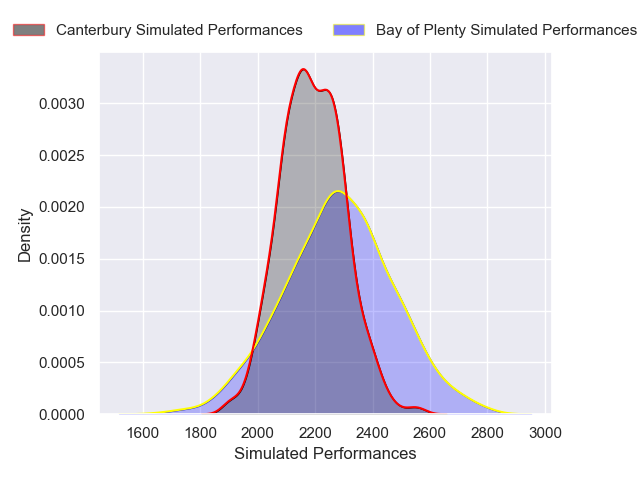 Canterbury Simulated Performances
Bay of Plenty Simulated Performances
0.0030
0.0025
0.0020
0.0015
0.0010
0.0005
0.0000
Density
1600 1800 2000 2200 2400 2600 2800 3000
Simulated Performances